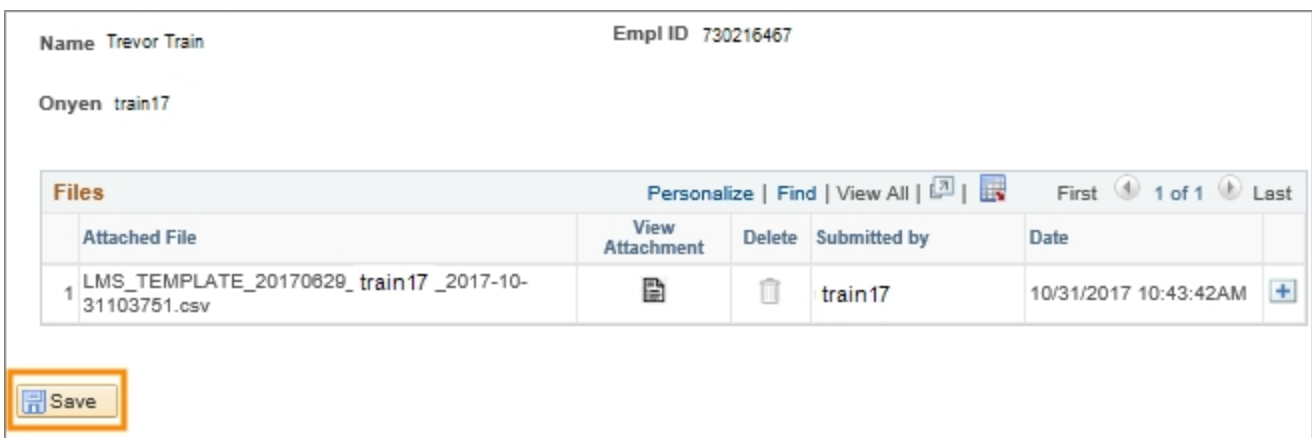 Name Trevor Train Empl ID 730216467
Onyen train17
Files Personalize | Find | View All | | First 1 of 1 Last
Attached File View Attachment Delete Submitted by Date
1 LMS_TEMPLATE_20170629_ train17 _2017-10-31103751.csv train17 10/31/2017 10:43:42AM
Save